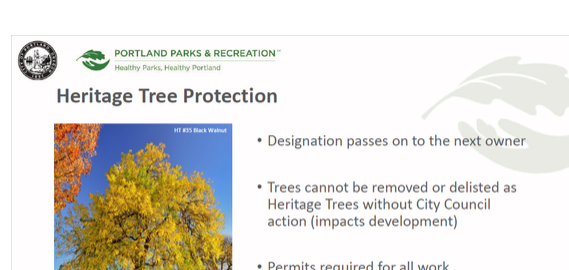 PORTLAND PARKS & RECREATION
Healthy Parks, Healthy Portland
Heritage Tree Protection
HT #35 Black Walnut
• Designation passes on to the next owner
• Trees cannot be removed or delisted as
Heritage Trees without City Council
action (impacts development)
• Permits required for all work